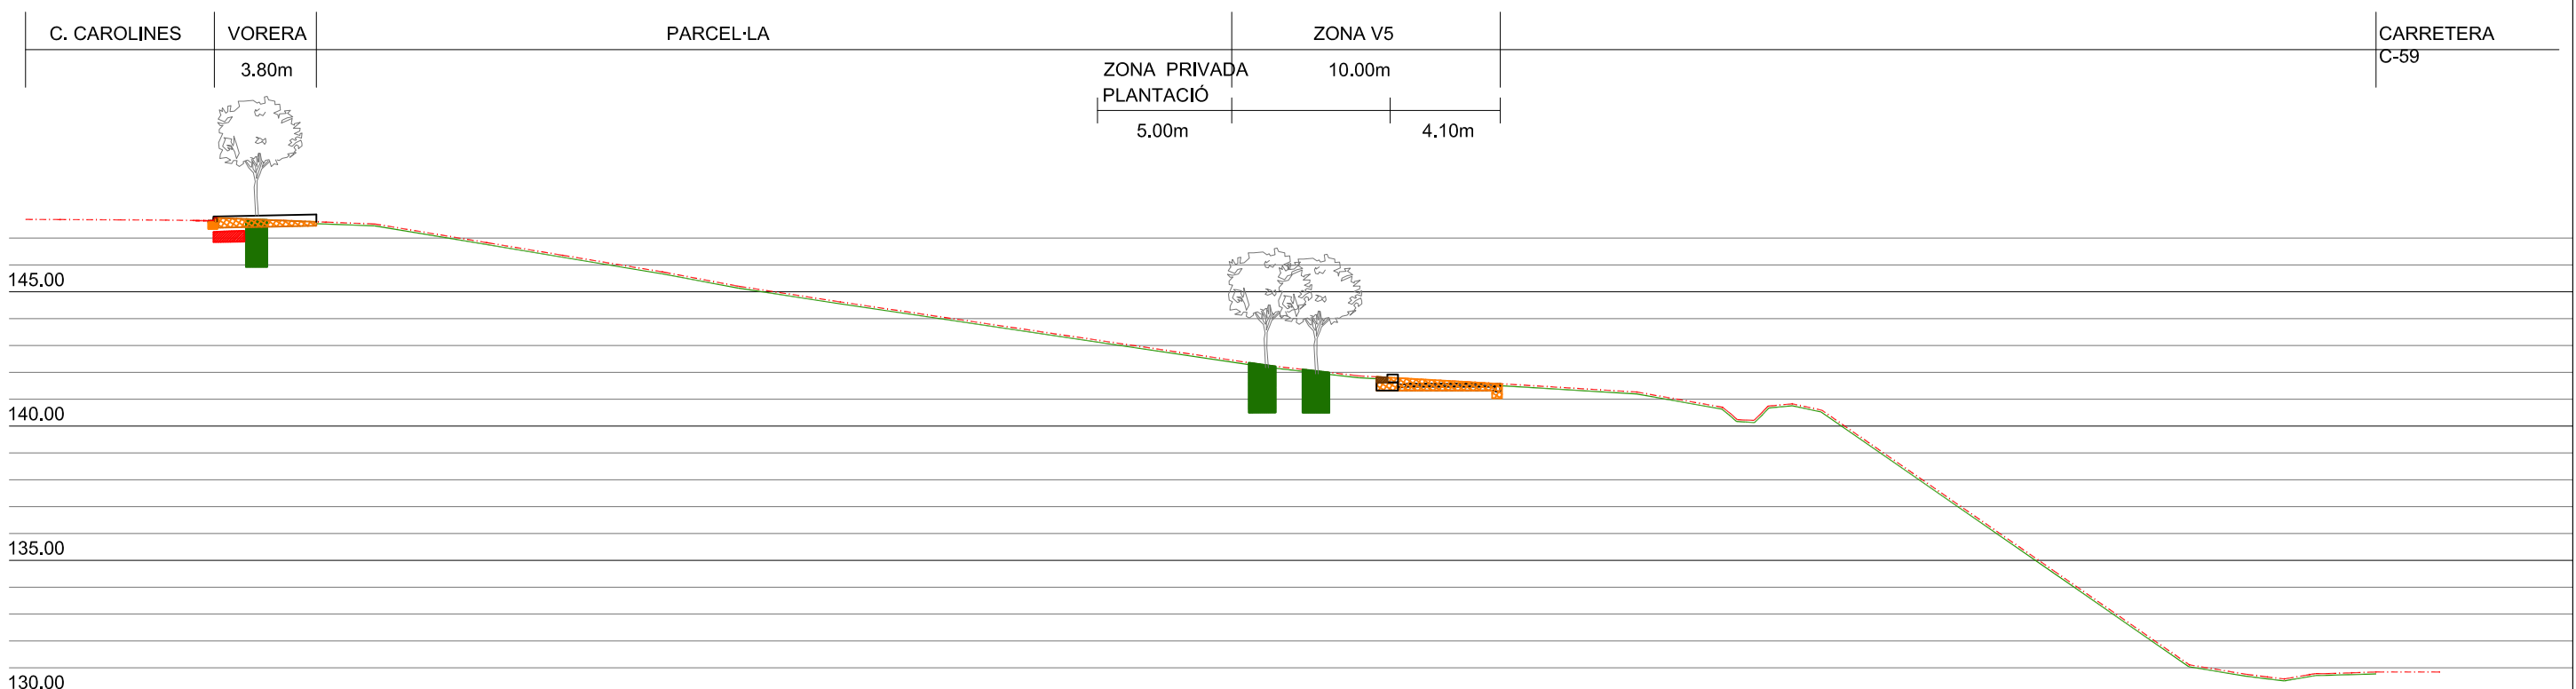 C. CAROLINES
VORERA
PARCEL·LA
ZONA V5
CARRETERA
C-59
3.80m
ZONA PRIVADA
PLANTACIÓ
10.00m
5.00m
4.10m
145.00
140.00
135.00
130.00